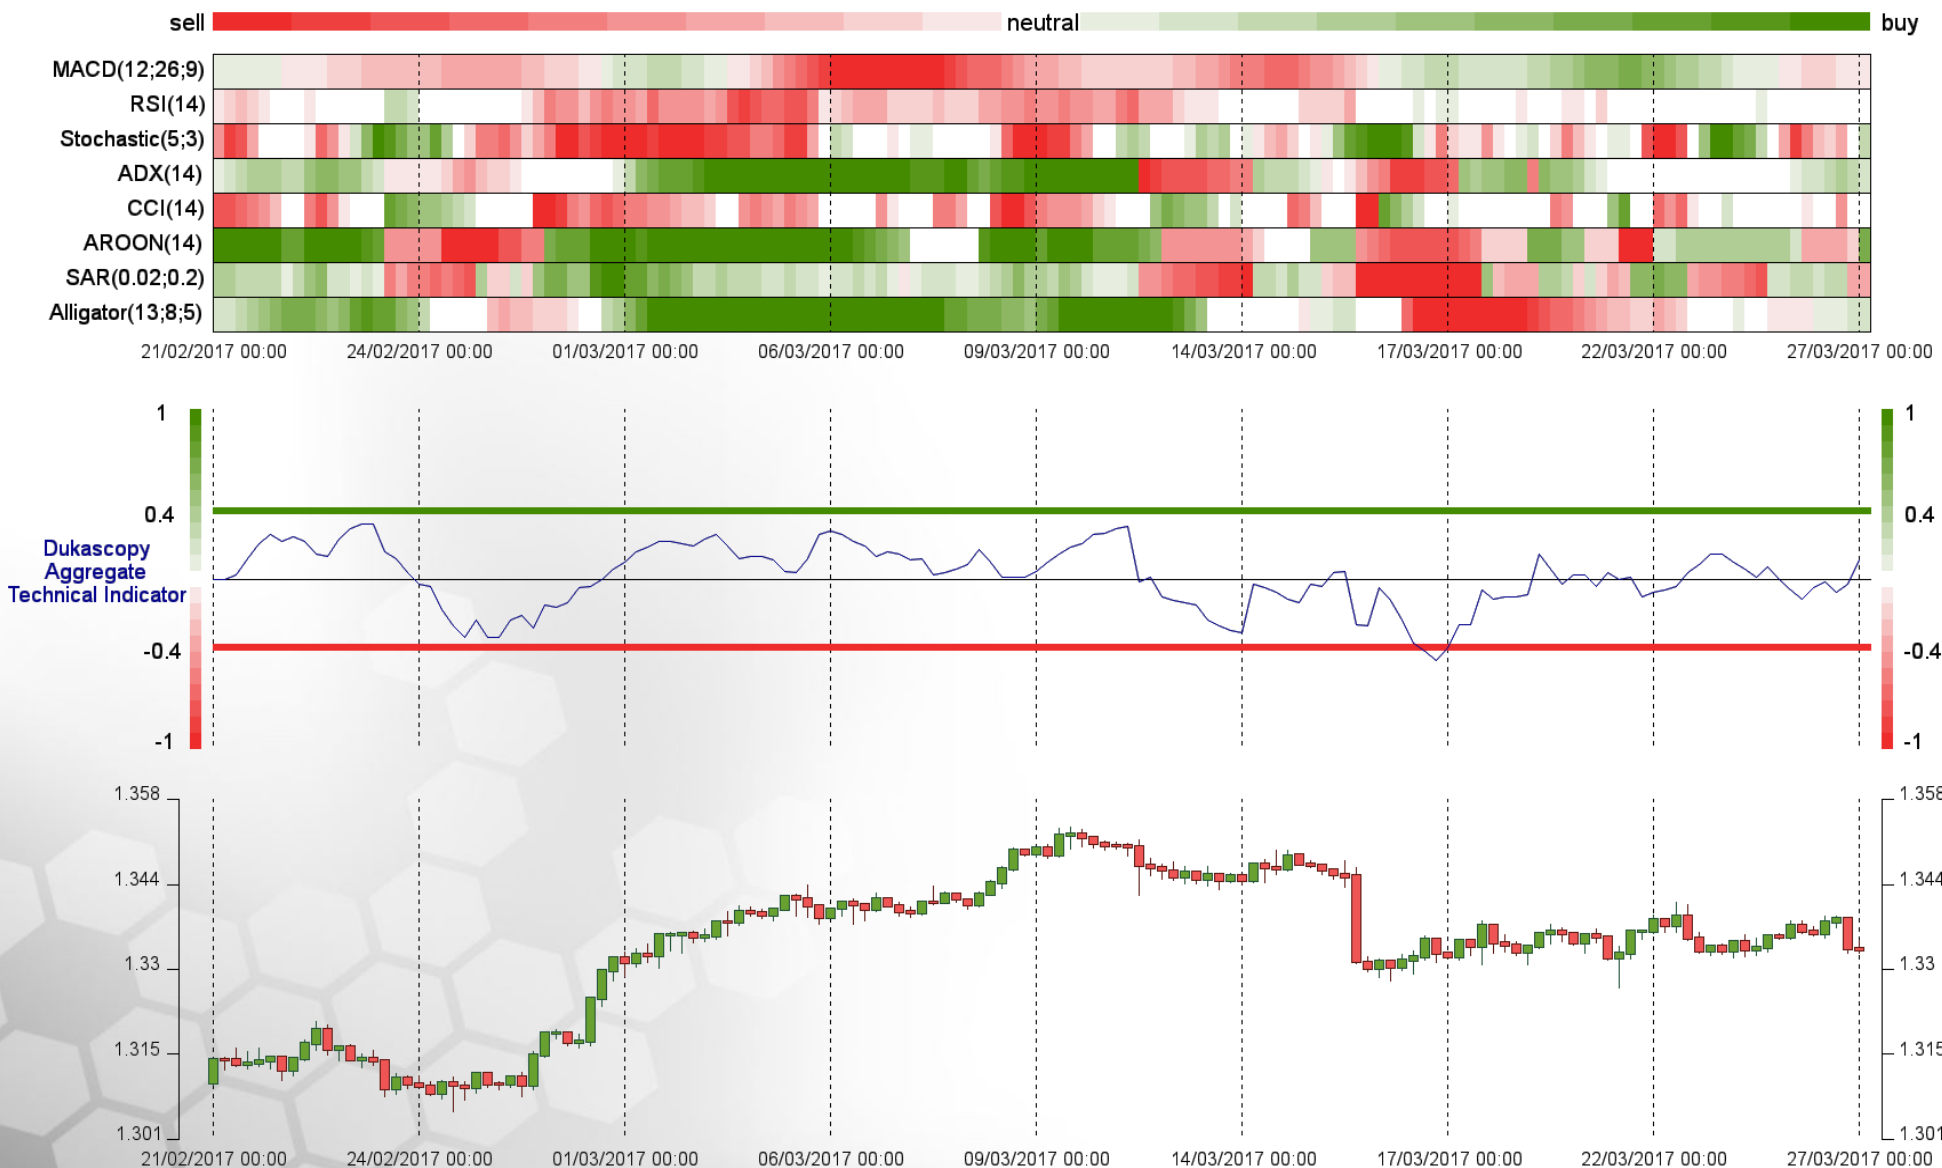 sell neutral buy
MACD(12;26;9)
RSI(14)
Stochastic(5;3)
ADX(14)
CCI(14)
AROON(14)
SAR(0.02;0.2)
Alligator(13;8;5)
21/02/2017 00:00 24/02/2017 00:00 01/03/2017 00:00 06/03/2017 00:00 09/03/2017 00:00 14/03/2017 00:00 17/03/2017 00:00 22/03/2017 00:00 27/03/2017 00:00
1 1
0.4 0.4
Dukascopy
Aggregate
Technical Indicator
-0.4 -0.4
-1 -1
1.358 1.358
1.344 1.344
1.33 1.33
1.315 1.315
1.301 1.301
21/02/2017 00:00 24/02/2017 00:00 01/03/2017 00:00 06/03/2017 00:00 09/03/2017 00:00 14/03/2017 00:00 17/03/2017 00:00 22/03/2017 00:00 27/03/2017 00:00